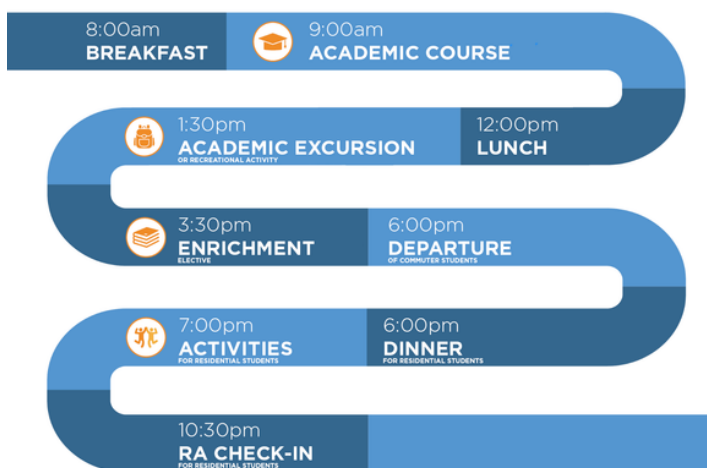 8:00am
BREAKFAST
9:00am
ACADEMIC COURSE
12:00pm
LUNCH
1:30pm
ACADEMIC EXCURSION
OR RECREATIONAL ACTIVITY
3:30pm
ENRICHMENT
ELECTIVE
6:00pm
DEPARTURE
OF COMMUTER STUDENTS
6:00pm
DINNER
FOR RESIDENTIAL STUDENTS
7:00pm
ACTIVITIES
FOR RESIDENTIAL STUDENTS
10:30pm
RA CHECK-IN
FOR RESIDENTIAL STUDENTS